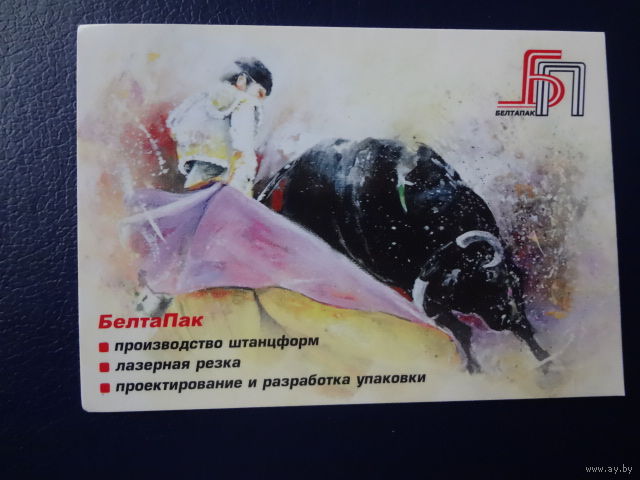 БП
БЕЛТАПАК
БелтаПак
производство штанцформ
лазерная резка
проектирование и разработка упаковки
www.ay.by